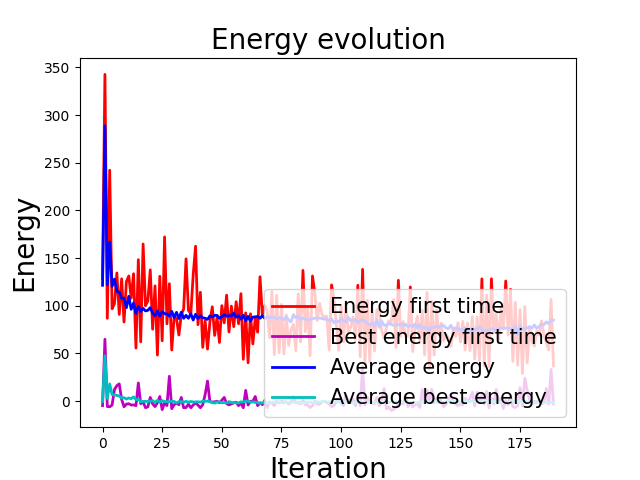 Energy evolution
Energy
350
300
250
200
150
100
50
0
Energy first time
Best energy first time
Average energy
Average best energy
0 25 50 75 100 125 150 175
Iteration